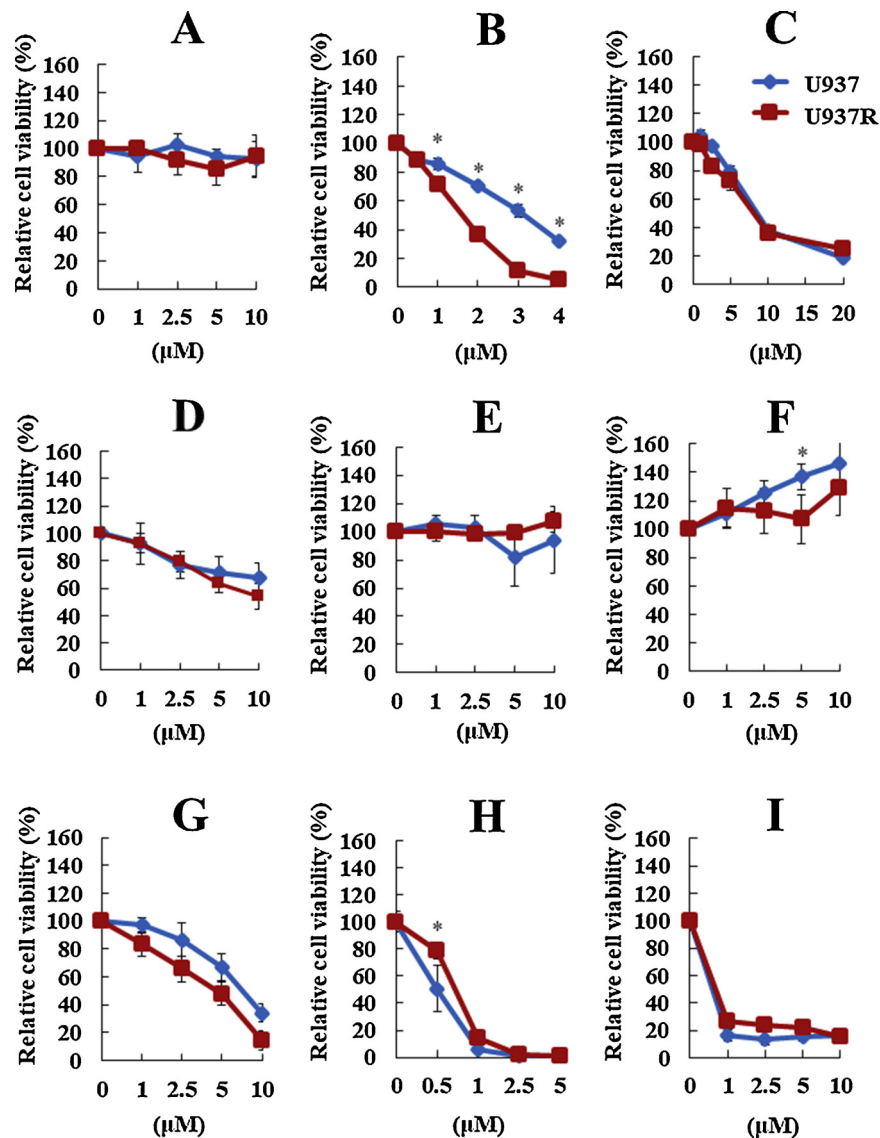 A
Relative cell viability (%)
160
140
120
100
80
60
40
20
0
0 1 2.5 5 10
(μM)
B
Relative cell viability (%)
160
140
120
100
80
60
40
20
0
* * * *
0 1 2 3 4
(μM)
C
Relative cell viability (%)
160
140
120
100
80
60
40
20
0
U937
U937R
0 5 10 15 20
(μM)
D
Relative cell viability (%)
160
140
120
100
80
60
40
20
0
0 1 2.5 5 10
(μM)
E
Relative cell viability (%)
160
140
120
100
80
60
40
20
0
0 1 2.5 5 10
(μM)
F
Relative cell viability (%)
160
140
120
100
80
60
40
20
0
*
0 1 2.5 5 10
(μM)
G
Relative cell viability (%)
160
140
120
100
80
60
40
20
0
0 1 2.5 5 10
(μM)
H
Relative cell viability (%)
160
140
120
100
80
60
40
20
0
*
0 0.5 1 2.5 5
(μM)
I
Relative cell viability (%)
160
140
120
100
80
60
40
20
0
0 1 2.5 5 10
(μM)